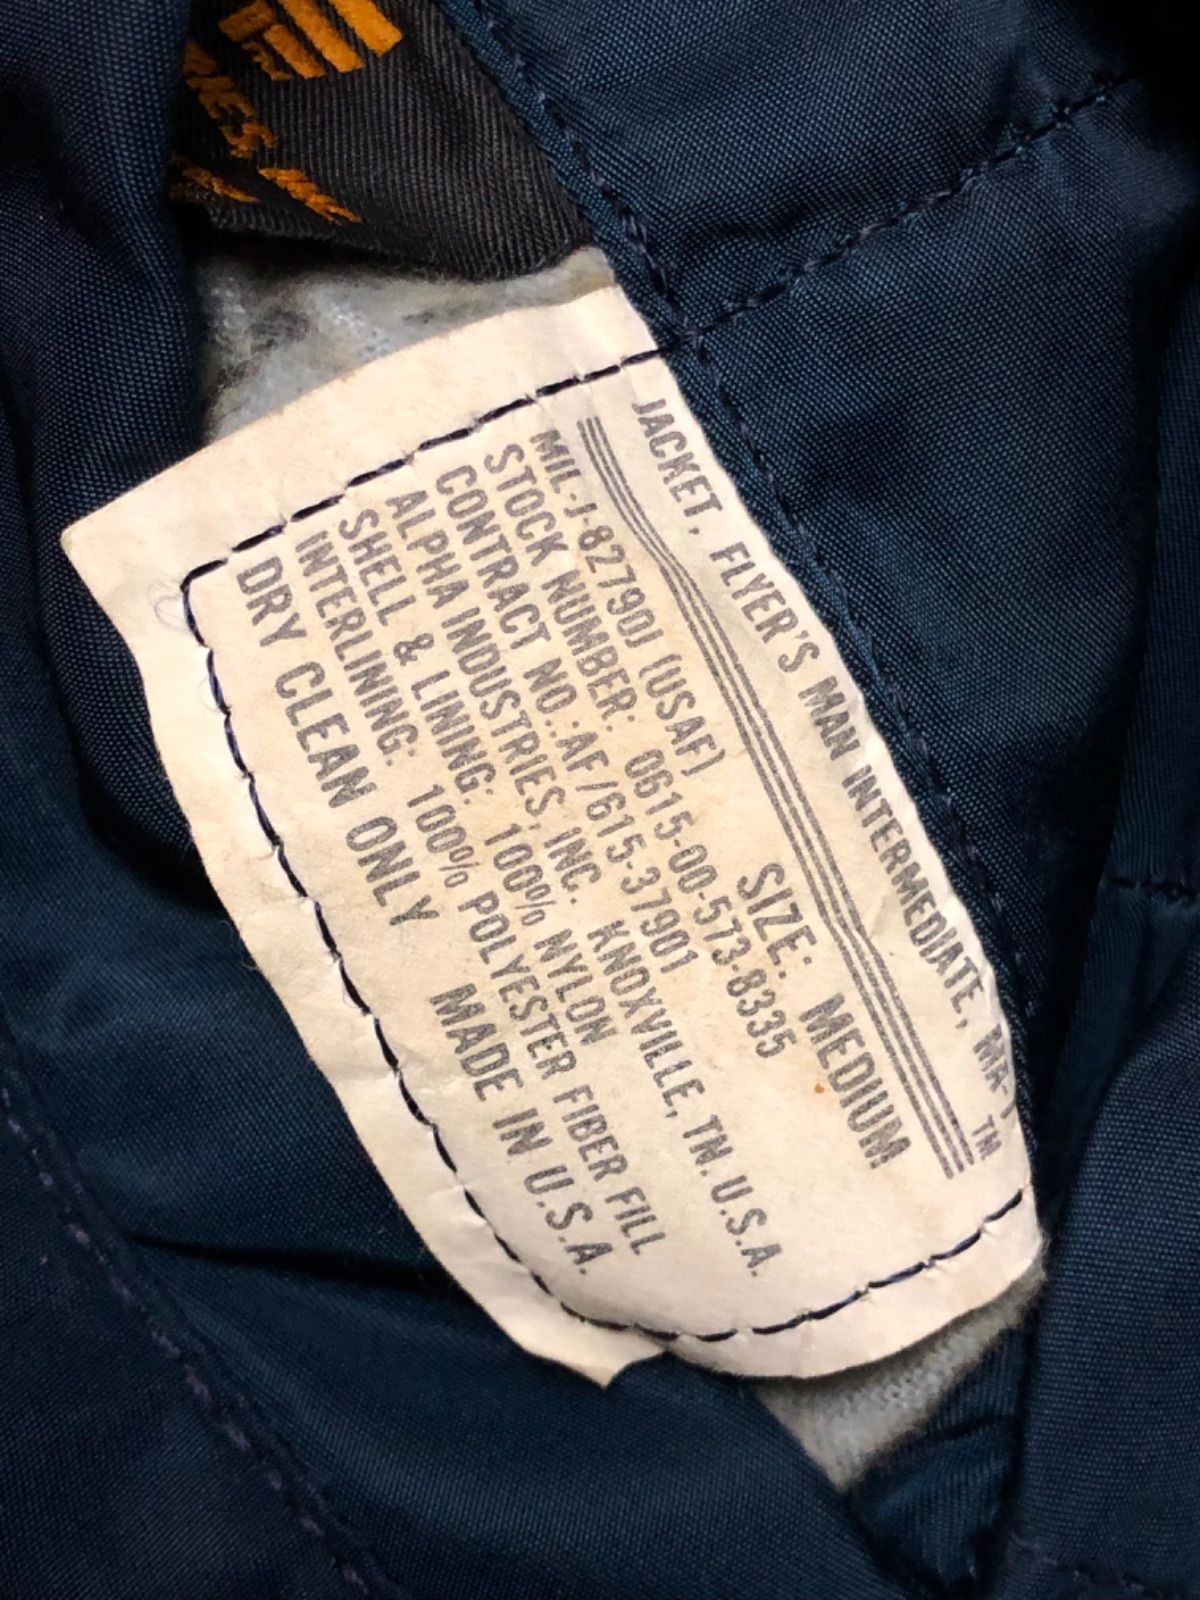 JACKET, FLYER'S MAN INTERMEDIATE, MA-1 TM
SIZE: MEDIUM
MIL-J-82790J (USAF)
STOCK NUMBER: 0615-00-573-8335
CONTRACT NO.:AF/615-37901
ALPHA INDUSTRIES, INC. KNOXVILLE, TN. U.S.A.
SHELL & LINING: 100% NYLON
INTERLINING: 100% POLYESTER FIBER FILL
DRY CLEAN ONLY MADE IN U.S.A.